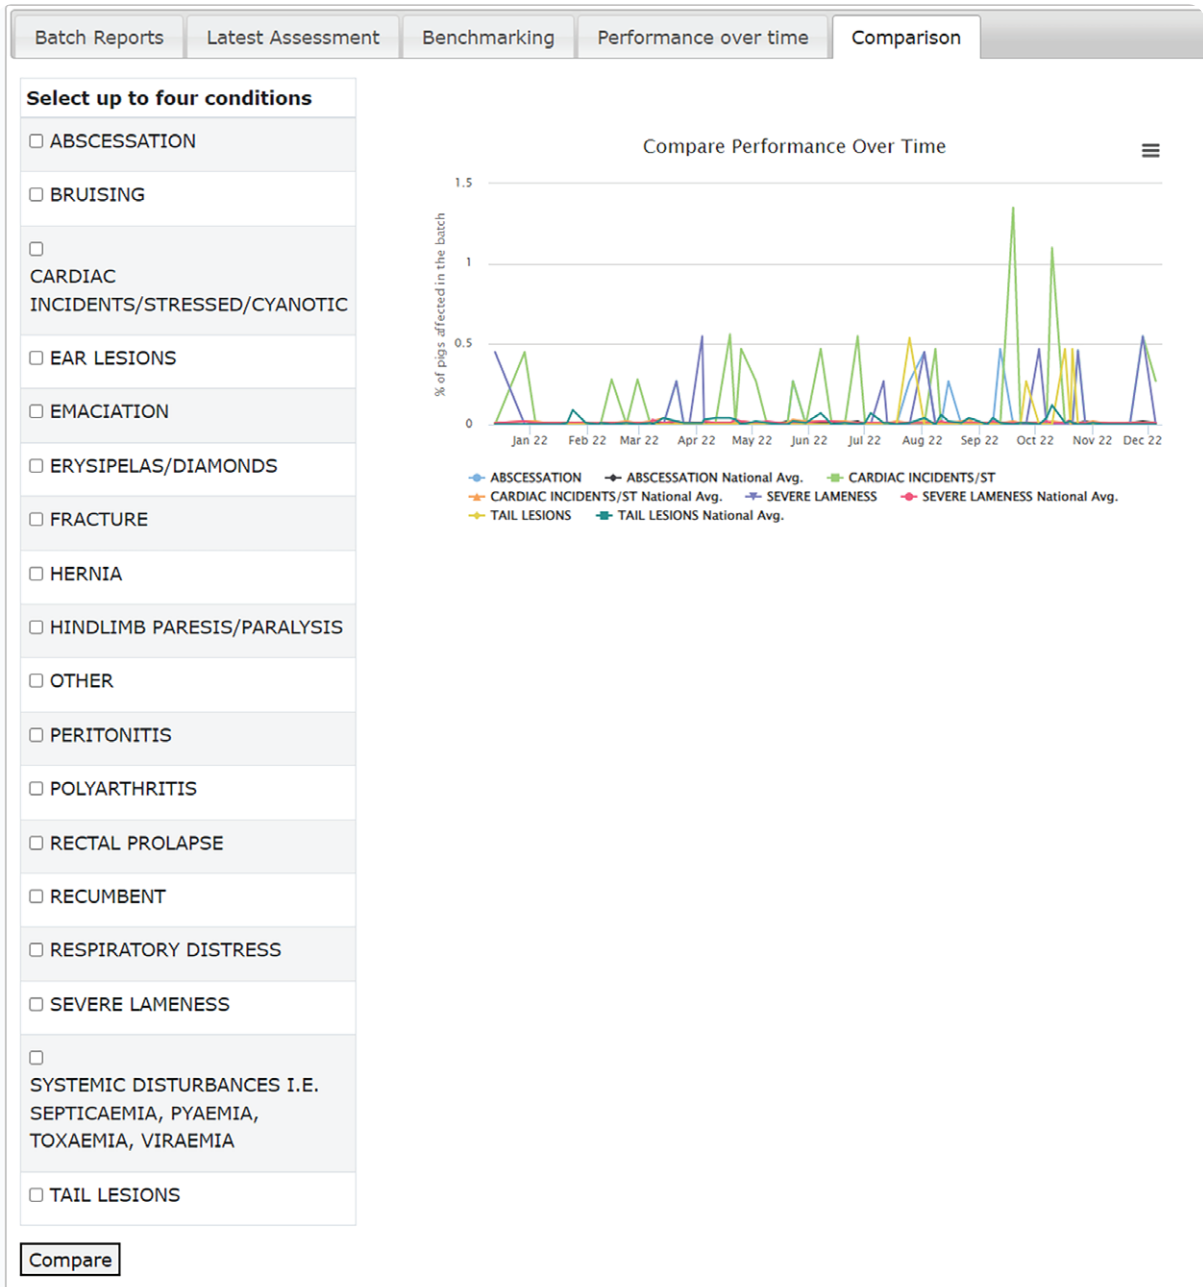 Batch Reports Latest Assessment Benchmarking Performance over time Comparison
Select up to four conditions
ABSCESSATION
BRUISING
CARDIAC
INCIDENTS/STRESSED/CYANOTIC
EAR LESIONS
EMACIATION
ERYSIPELAS/DIAMONDS
FRACTURE
HERNIA
HINDLIMB PARESIS/PARALYSIS
OTHER
PERITONITIS
POLYARTHRITIS
RECTAL PROLAPSE
RECUMBENT
RESPIRATORY DISTRESS
SEVERE LAMENESS
SYSTEMIC DISTURBANCES I.E.
SEPTICAEMIA, PYAEMIA,
TOXAEMIA, VIRAEMIA
TAIL LESIONS
Compare
Compare Performance Over Time
% of pigs affected in the batch
1.5
1
0.5
0
Jan 22 Feb 22 Mar 22 Apr 22 May 22 Jun 22 Jul 22 Aug 22 Sep 22 Oct 22 Nov 22 Dec 22
ABSCESSATION ABSCESSATION National Avg. CARDIAC INCIDENTS/ST
CARDIAC INCIDENTS/ST National Avg. SEVERE LAMENESS SEVERE LAMENESS National Avg.
TAIL LESIONS TAIL LESIONS National Avg.